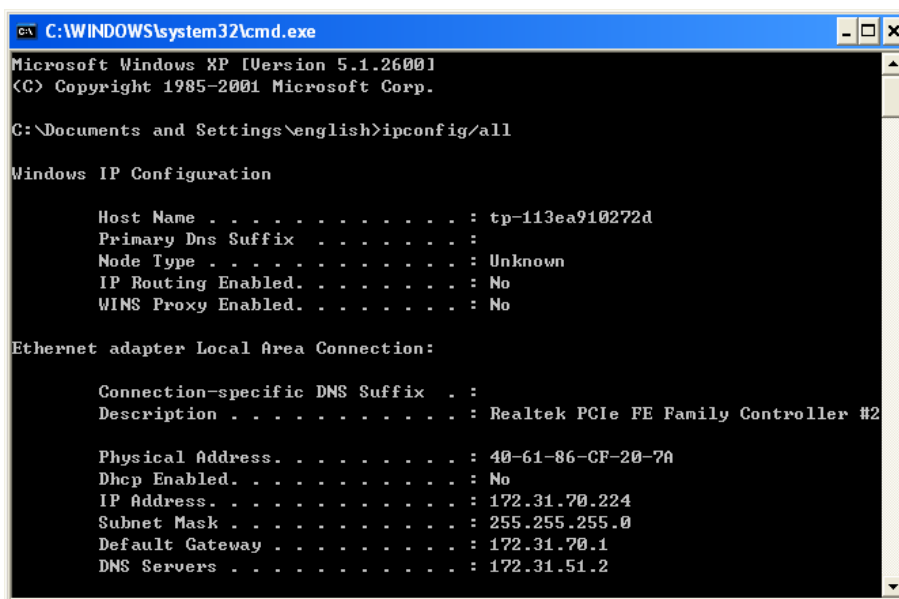 C:\WINDOWS\system32\cmd.exe
Microsoft Windows XP [Version 5.1.2600]
(C) Copyright 1985-2001 Microsoft Corp.
C:\Documents and Settings\english>ipconfig/all
Windows IP Configuration
Host Name . . . . . . . . . . . . : tp-113ea910272d
Primary Dns Suffix  . . . . . . . :
Node Type . . . . . . . . . . . . : Unknown
IP Routing Enabled. . . . . . . . : No
WINS Proxy Enabled. . . . . . . . : No
Ethernet adapter Local Area Connection:
Connection-specific DNS Suffix  . :
Description . . . . . . . . . . . : Realtek PCIe FE Family Controller #2
Physical Address. . . . . . . . . : 40-61-86-CF-20-7A
Dhcp Enabled. . . . . . . . . . . : No
IP Address. . . . . . . . . . . . : 172.31.70.224
Subnet Mask . . . . . . . . . . . : 255.255.255.0
Default Gateway . . . . . . . . . : 172.31.70.1
DNS Servers . . . . . . . . . . . : 172.31.51.2